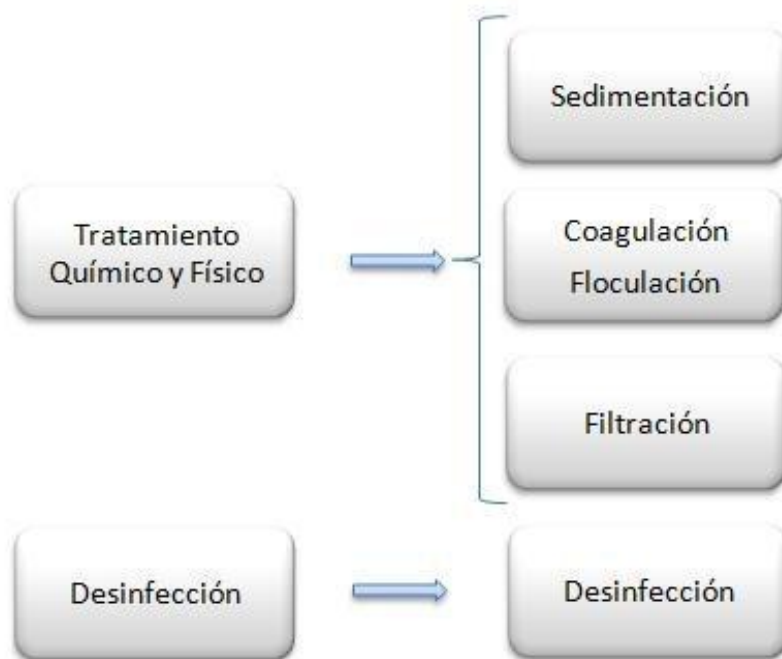 Tratamiento
Químico y Físico
Sedimentación
Coagulación
Floculación
Filtración
Desinfección
Desinfección